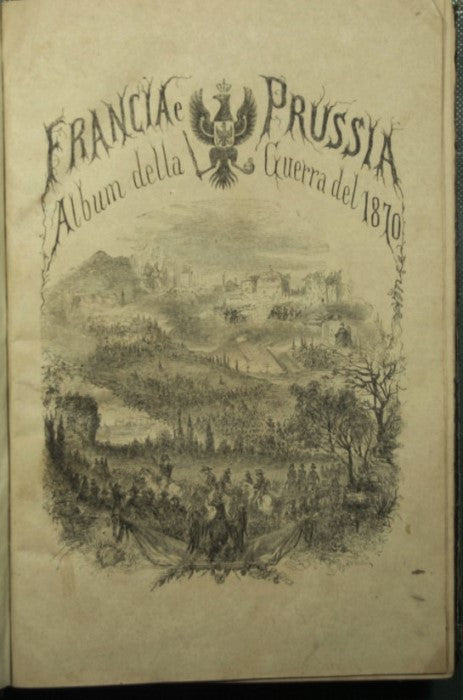 FRANCIA e PRUSSIA
Album della Guerra del 1870